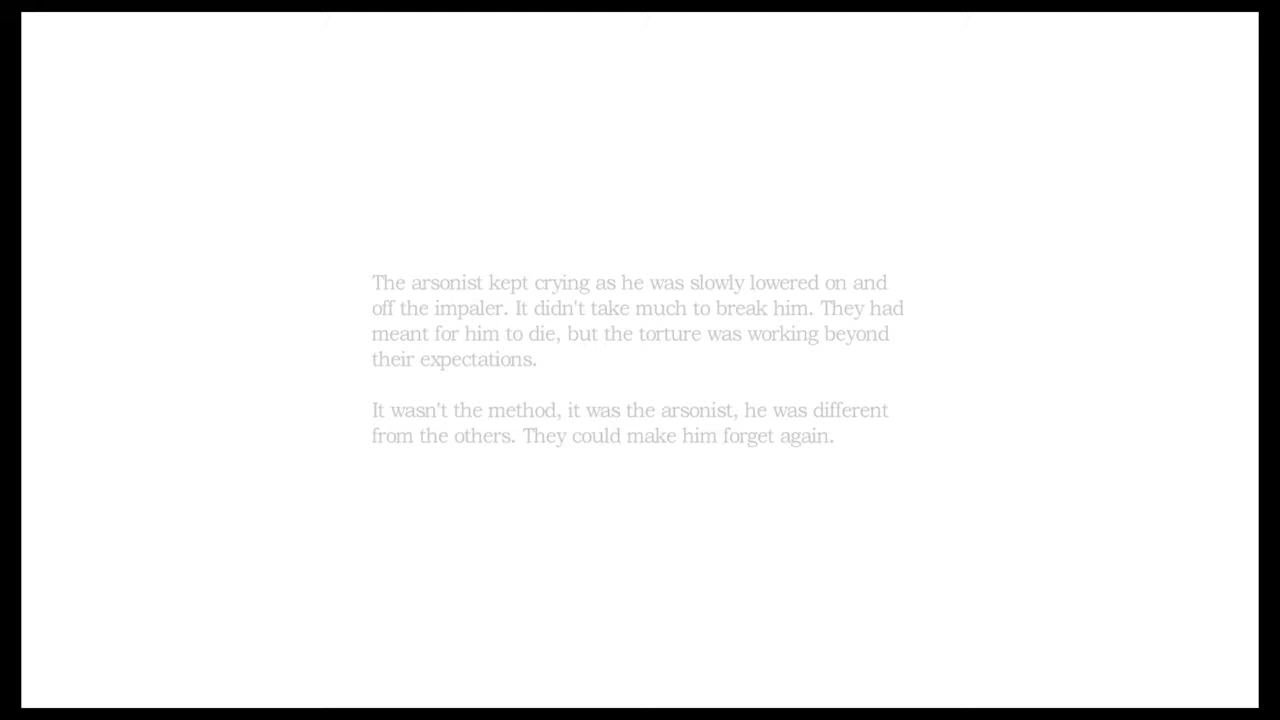 The arsonist kept crying as he was slowly lowered on and
off the impaler. It didn't take much to break him. They had
meant for him to die, but the torture was working beyond
their expectations.
It wasn't the method, it was the arsonist, he was different
from the others. They could make him forget again.